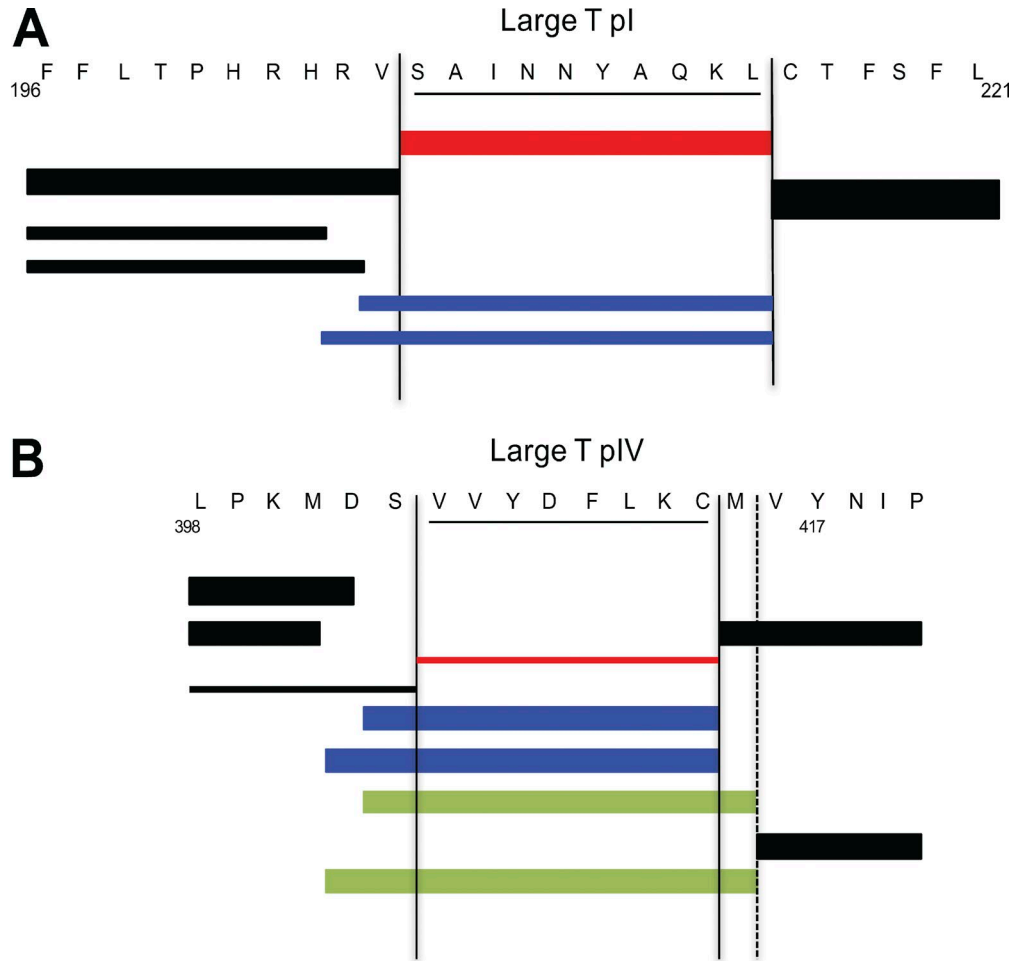 A
Large T pI
F F L T P H R H R V S A I N N Y A Q K L C T F S F L
196 221
B
Large T pIV
L P K M D S V V Y D F L K C M V Y N I P
398 417